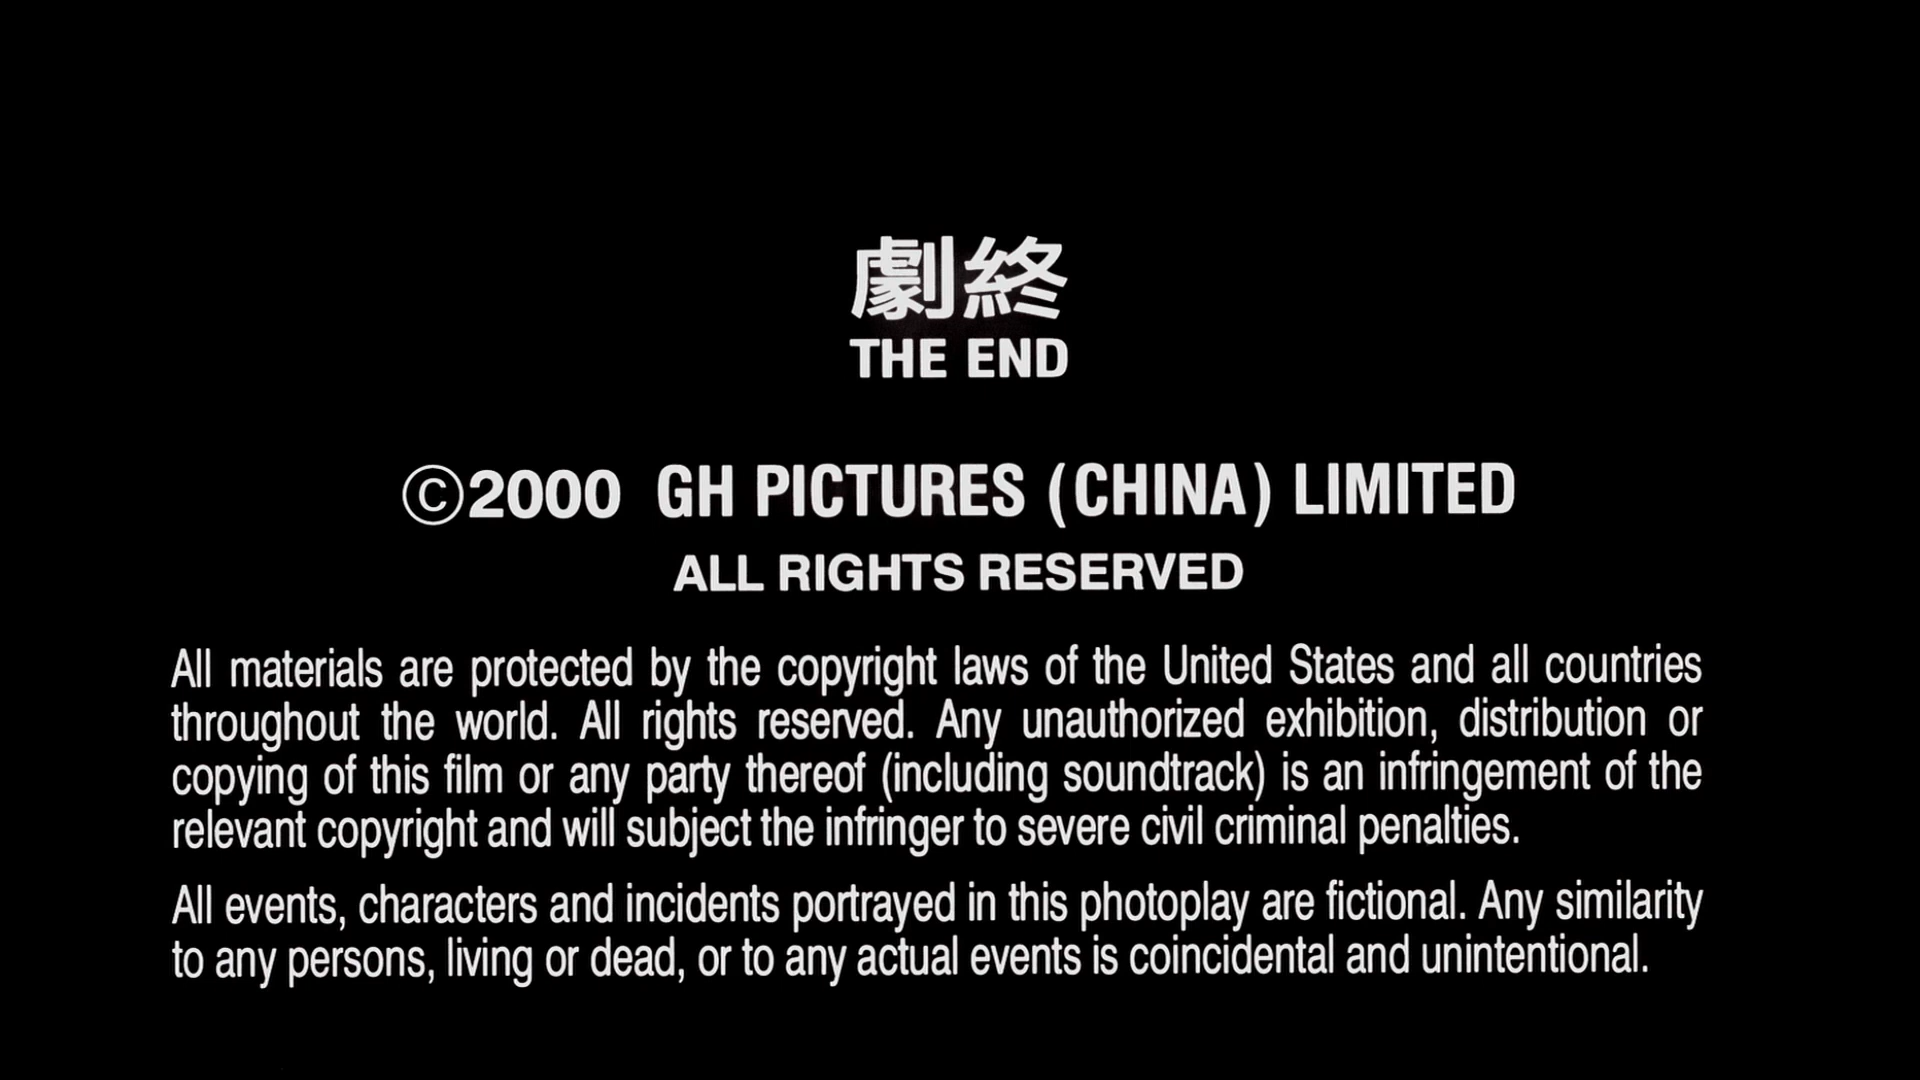 劇終
THE END
©2000 GH PICTURES (CHINA) LIMITED
ALL RIGHTS RESERVED
All materials are protected by the copyright laws of the United States and all countries
throughout the world. All rights reserved. Any unauthorized exhibition, distribution or
copying of this film or any party thereof (including soundtrack) is an infringement of the
relevant copyright and will subject the infringer to severe civil criminal penalties.
All events, characters and incidents portrayed in this photoplay are fictional. Any similarity
to any persons, living or dead, or to any actual events is coincidental and unintentional.